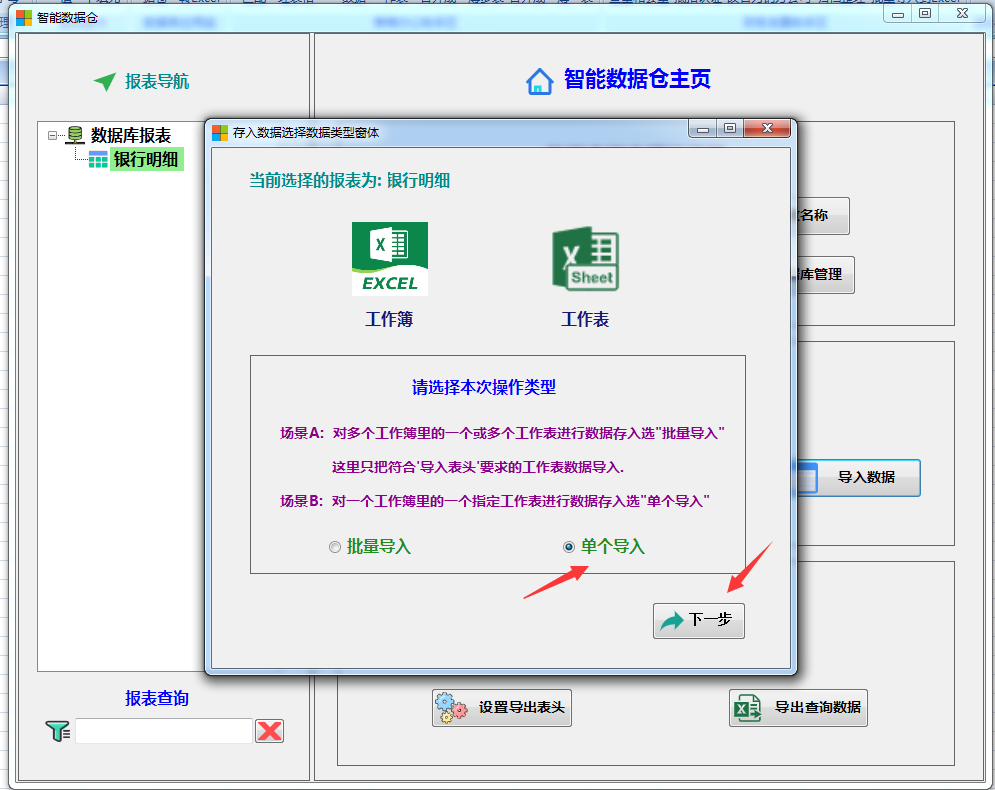 智能数据仓
报表导航
智能数据仓主页
数据库报表
银行明细
存入数据选择数据类型窗体
当前选择的报表为: 银行明细
EXCEL
Sheet
工作簿
工作表
请选择本次操作类型
场景A: 对多个工作簿里的一个或多个工作表进行数据存入选"批量导入"
这里只把符合'导入表头'要求的工作表数据导入.
场景B: 对一个工作簿里的一个指定工作表进行数据存入选"单个导入"
批量导入
单个导入
下一步
名称
库管理
导入数据
报表查询
设置导出表头
导出查询数据